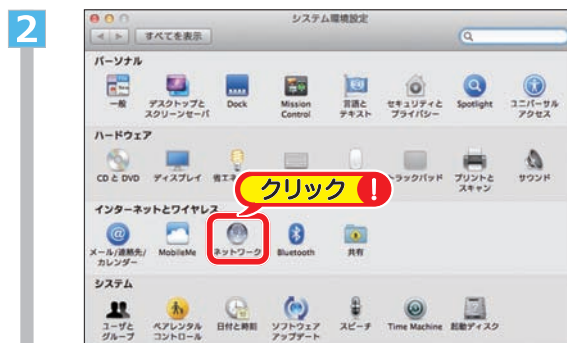 2
システム環境設定
すべてを表示
パーソナル
一般
デスクトップと
スクリーンセーバ
Dock
Mission
Control
言語と
テキスト
セキュリティと
プライバシー
Spotlight
ユニバーサル
アクセス
ハードウェア
CD と DVD
ディスプレイ
トラックパッド
プリントと
スキャン
サウンド
クリック !
インターネットとワイヤレス
メール/連絡先/
カレンダー
MobileMe
ネットワーク
Bluetooth
共有
システム
ユーザと
グループ
ペアレンタル
コントロール
日付と時刻
ソフトウェア
アップデート
スピーチ
Time Machine
起動ディスク